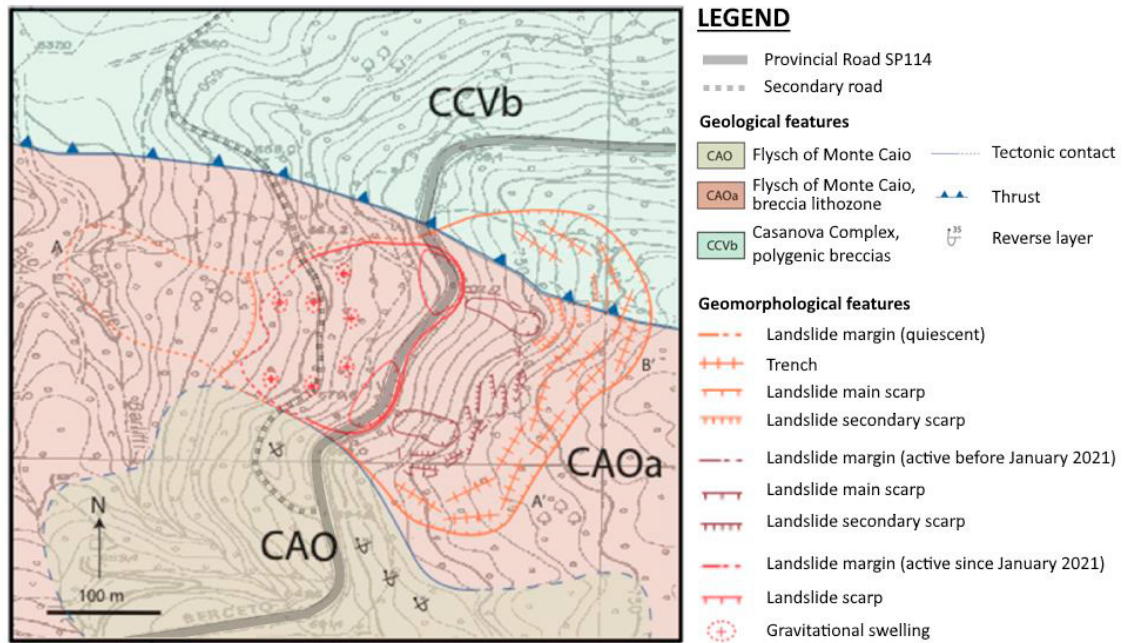 CCVb
A
B'
CAOa
A'
N
CAO
100 m
BERCETO
LEGEND
Provincial Road SP114
Secondary road
Geological features
CAO Flysch of Monte Caio
CAOa Flysch of Monte Caio,
breccia lithozone
CCVb Casanova Complex,
polygenic breccias
Tectonic contact
Thrust
35 Reverse layer
Geomorphological features
Landslide margin (quiescent)
Trench
Landslide main scarp
Landslide secondary scarp
Landslide margin (active before January 2021)
Landslide main scarp
Landslide secondary scarp
Landslide margin (active since January 2021)
Landslide scarp
Gravitational swelling